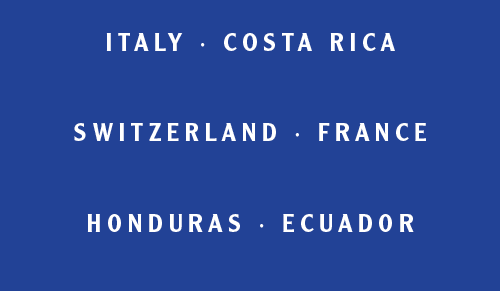 ITALY · COSTA RICA
SWITZERLAND · FRANCE
HONDURAS · ECUADOR